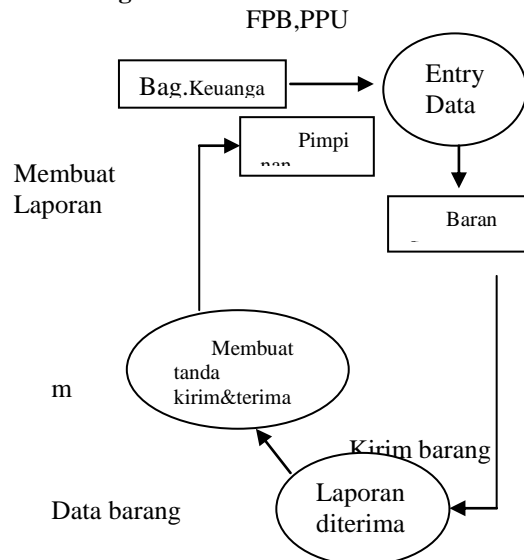 FPB,PPU
Bag.Keuanga
Entry
Data
Pimpi
nan
Membuat
Laporan
Baran
Membuat
tanda
kirim&terima
m
Kirim barang
Laporan
diterima
Data barang